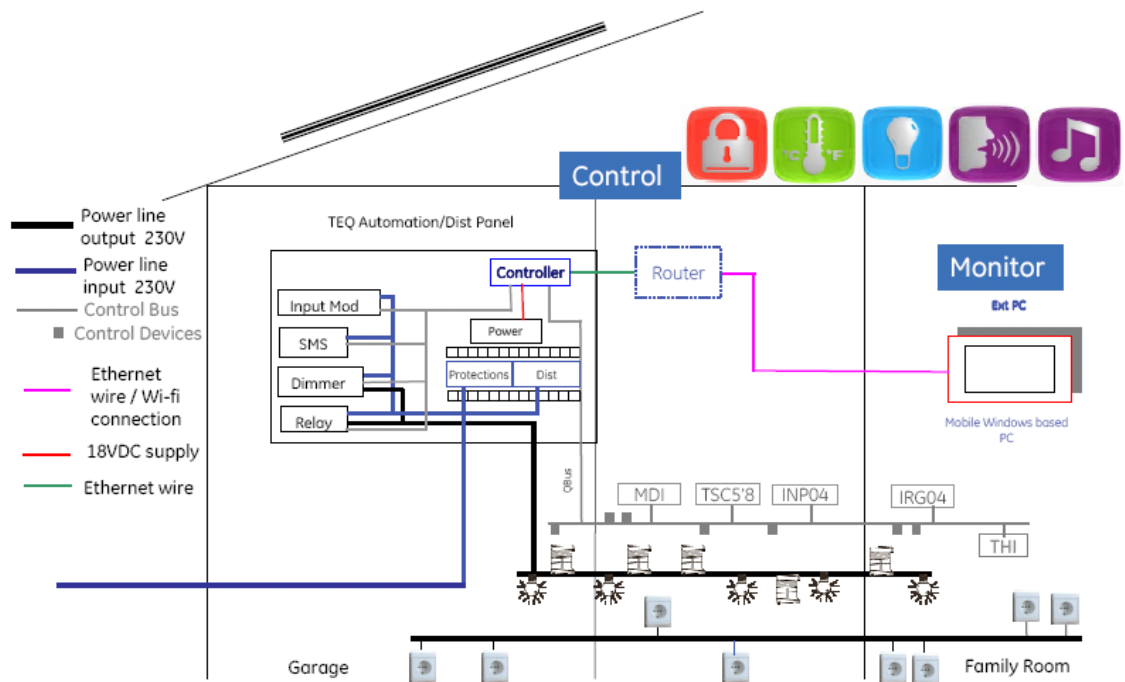 Control
°C °F
TEQ Automation/Dist Panel
Power line
output 230V
Power line
input 230V
Control Bus
Control Devices
Ethernet
wire / Wi-fi
connection
18VDC supply
Ethernet wire
Controller
Input Mod
Power
SMS
Protections
Dist
Dimmer
Relay
Router
Monitor
Ext PC
Mobile Windows based
PC
QBus
MDI
TSC5'8
INP04
IRG04
THI
Garage
Family Room